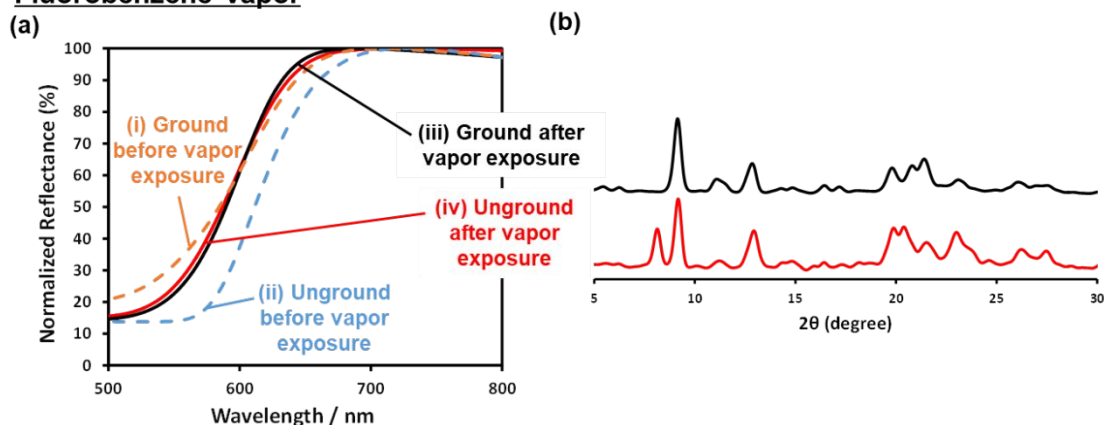 Fluorobenzene vapor
(a)
(b)
Normalized Reflectance (%)
100
90
80
70
60
50
40
30
20
10
0
500
600
700
800
Wavelength / nm
(i) Ground
before vapor
exposure
(ii) Unground
before vapor
exposure
(iii) Ground after
vapor exposure
(iv) Unground
after vapor
exposure
5
10
15
20
25
30
2θ (degree)